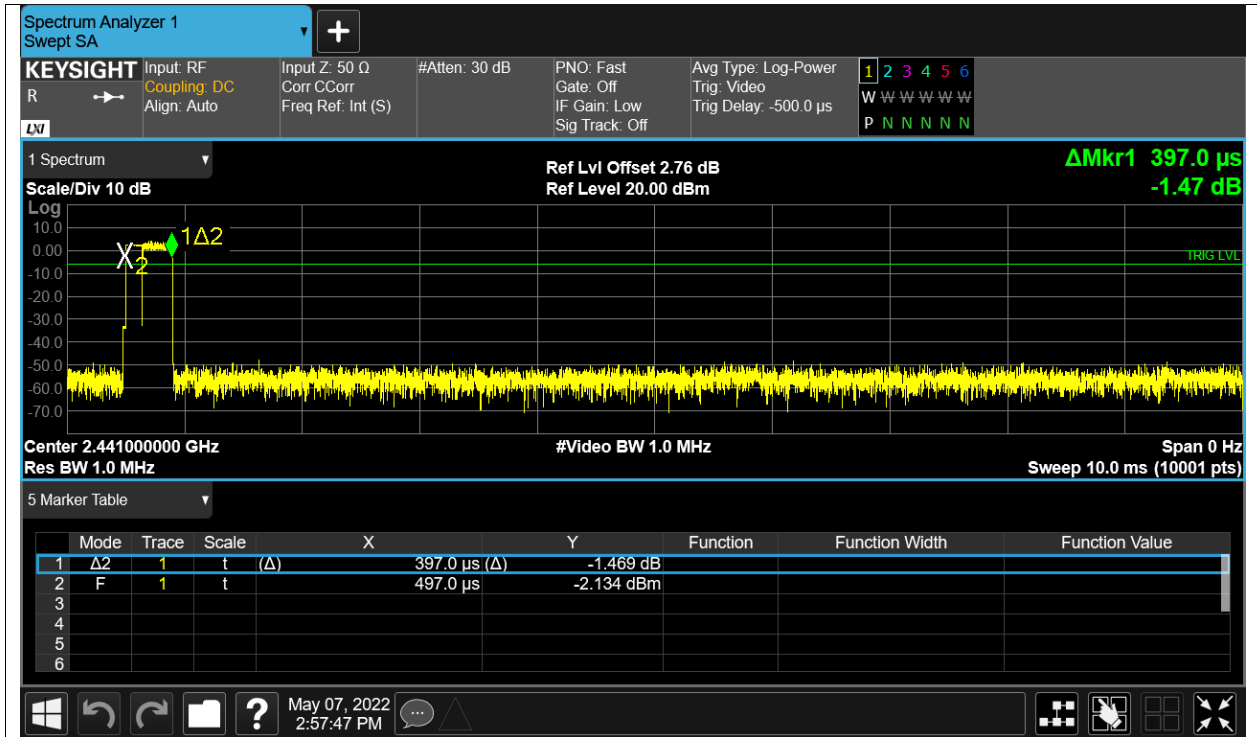 Spectrum Analyzer 1
Swept SA
KEYSIGHT
R
LXI
Input: RF
Coupling: DC
Align: Auto
Input Z: 50 Ω
Corr CCorr
Freq Ref: Int (S)
#Atten: 30 dB
PNO: Fast
Gate: Off
IF Gain: Low
Sig Track: Off
Avg Type: Log-Power
Trig: Video
Trig Delay: -500.0 µs
1 2 3 4 5 6
W W W W W W
P N N N N N
1 Spectrum
Scale/Div 10 dB
Ref Lvl Offset 2.76 dB
Ref Level 20.00 dBm
ΔMkr1 397.0 µs
-1.47 dB
Log
10.0
0.00
-10.0
-20.0
-30.0
-40.0
-50.0
-60.0
-70.0
1Δ2
X
2
TRIG LVL
Center 2.441000000 GHz
#Video BW 1.0 MHz
Span 0 Hz
Res BW 1.0 MHz
Sweep 10.0 ms (10001 pts)
5 Marker Table
Mode Trace Scale X Y Function Function Width Function Value
1 Δ2 1 t (Δ) 397.0 µs (Δ) -1.469 dB
2 F 1 t 497.0 µs -2.134 dBm
3
4
5
6
?
May 07, 2022
2:57:47 PM